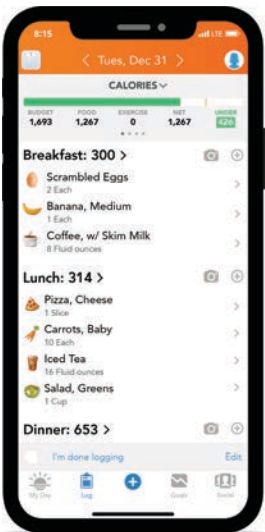 8:15
LTE
< Tues, Dec 31 >
CALORIES
BUDGET FOOD EXERCISE NET UNDER
1,693 1,267 0 1,267 426
Breakfast: 300 >
Scrambled Eggs
2 Each
Banana, Medium
1 Each
Coffee, w/ Skim Milk
8 Fluid ounces
Lunch: 314 >
Pizza, Cheese
1 Slice
Carrots, Baby
10 Each
Iced Tea
16 Fluid ounces
Salad, Greens
1 Cup
Dinner: 653 >
I'm done logging Edit
My Day Log Goals Social